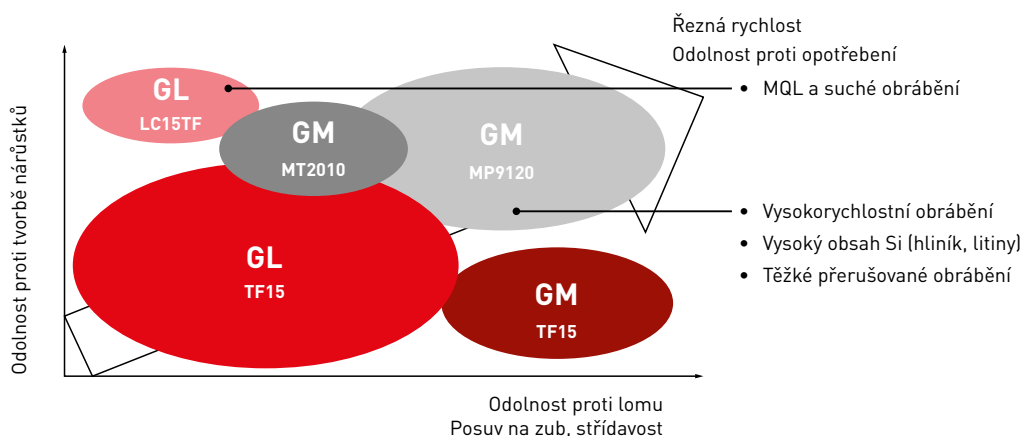 Řezná rychlost
Odolnost proti opotřebení
• MQL a suché obrábění
GL
LC15TF
GM
MT2010
GM
MP9120
• Vysokorychlostní obrábění
• Vysoký obsah Si (hliník, litiny)
• Těžké přerušované obrábění
GL
TF15
GM
TF15
Odolnost proti tvorbě nárůstků
Odolnost proti lomu
Posuv na zub, střídavost